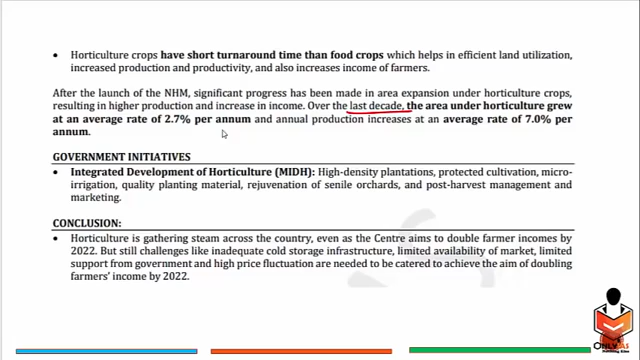 • Horticulture crops have short turnaround time than food crops which helps in efficient land utilization,
increased production and productivity, and also increases income of farmers.
After the launch of the NHM, significant progress has been made in area expansion under horticulture crops,
resulting in higher production and increase in income. Over the last decade, the area under horticulture grew
at an average rate of 2.7% per annum and annual production increases at an average rate of 7.0% per
annum.
GOVERNMENT INITIATIVES
• Integrated Development of Horticulture (MIDH): High-density plantations, protected cultivation, micro-
irrigation, quality planting material, rejuvenation of senile orchards, and post-harvest management and
marketing.
CONCLUSION:
• Horticulture is gathering steam across the country, even as the Centre aims to double farmer incomes by
2022. But still challenges like inadequate cold storage infrastructure, limited availability of market, limited
support from government and high price fluctuation are needed to be catered to achieve the aim of doubling
farmers' income by 2022.